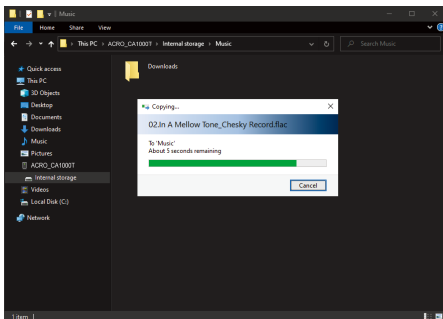 Music
File Home Share View
This PC › ACRO_CA1000T › Internal storage › Music
Search Music
Quick access
This PC
3D Objects
Desktop
Documents
Downloads
Music
Pictures
ACRO_CA1000T
Internal storage
Videos
Local Disk (C:)
Network
Downloads
Copying...
02.In A Mellow Tone_Chesky Record.flac
To 'Music'
About 5 seconds remaining
Cancel
1 item